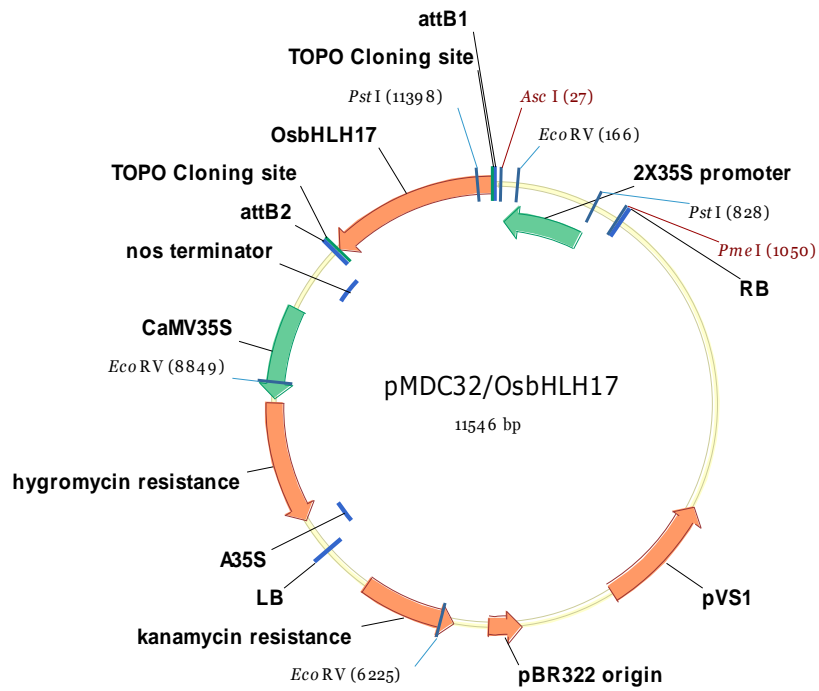 attB1
TOPO Cloning site
PstI (11398)
Asc I (27)
OsbHLH17
EcoRV (166)
2X35S promoter
TOPO Cloning site
attB2
PstI (828)
nos terminator
PmeI (1050)
RB
CaMV35S
EcoRV (8849)
pMDC32/OsbHLH17
11546 bp
hygromycin resistance
A35S
LB
pVS1
kanamycin resistance
EcoRV (6225)
pBR322 origin